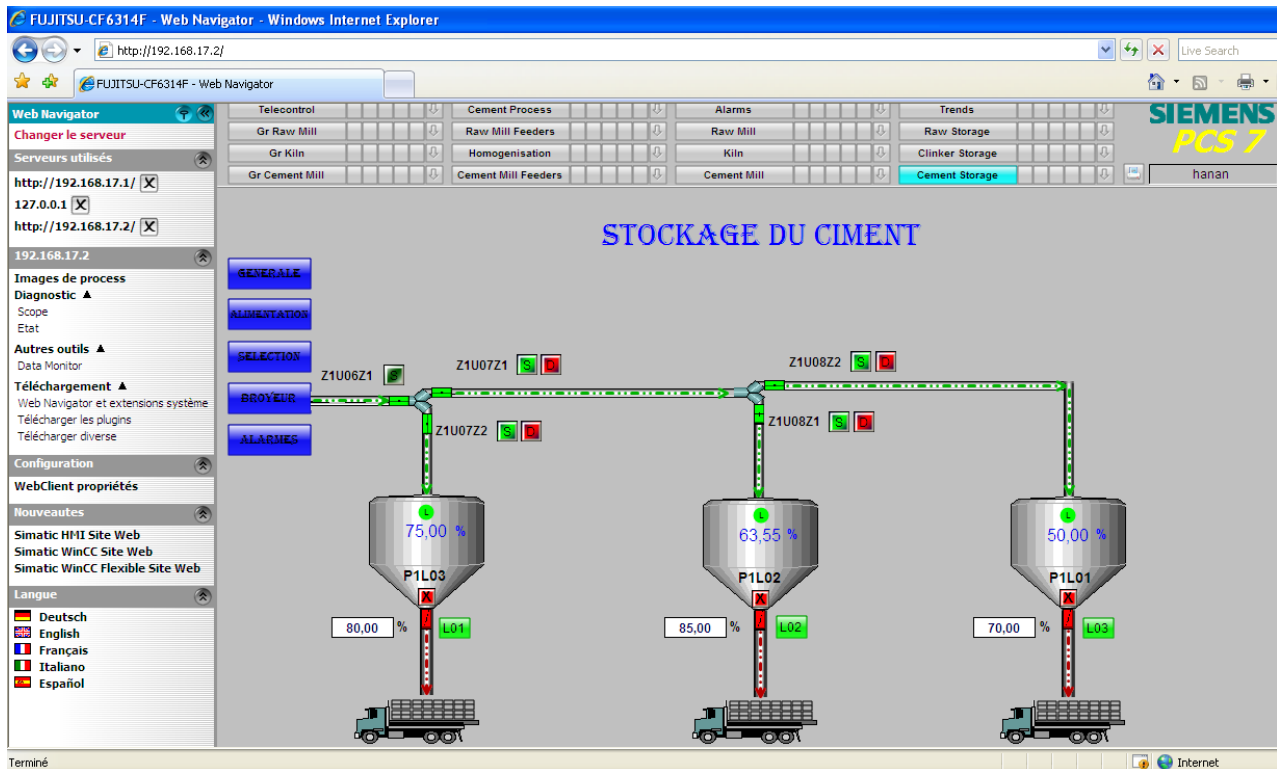 FUJITSU-CF6314F - Web Navigator - Windows Internet Explorer
http://192.168.17.2/
Live Search
FUJITSU-CF6314F - Web Navigator
Web Navigator
Changer le serveur
Serveurs utilisés
http://192.168.17.1/ X
127.0.0.1 X
http://192.168.17.2/ X
192.168.17.2
Images de process
Diagnostic ▲
Scope
Etat
Autres outils ▲
Data Monitor
Téléchargement ▲
Web Navigator et extensions système
Télécharger les plugins
Télécharger diverse
Configuration
WebClient propriétés
Nouveautes
Simatic HMI Site Web
Simatic WinCC Site Web
Simatic WinCC Flexible Site Web
Langue
Deutsch
English
Français
Italiano
Español
Telecontrol Cement Process Alarms Trends
Gr Raw Mill Raw Mill Feeders Raw Mill Raw Storage
Gr Kiln Homogenisation Kiln Clinker Storage
Gr Cement Mill Cement Mill Feeders Cement Mill Cement Storage
SIEMENS
PCS 7
hanan
STOCKAGE DU CIMENT
GENERALE
ALIMENTATION
SELECTION
BROYEUR
ALARMES
Z1U06Z1 S
Z1U07Z1 S D
Z1U08Z2 S D
Z1U07Z2 S D
Z1U08Z1 S D
L L L
75,00 % 63,55 % 50,00 %
P1L03 P1L02 P1L01
X X X
80,00 % L01 85,00 % L02 70,00 % L03
Terminé
Internet